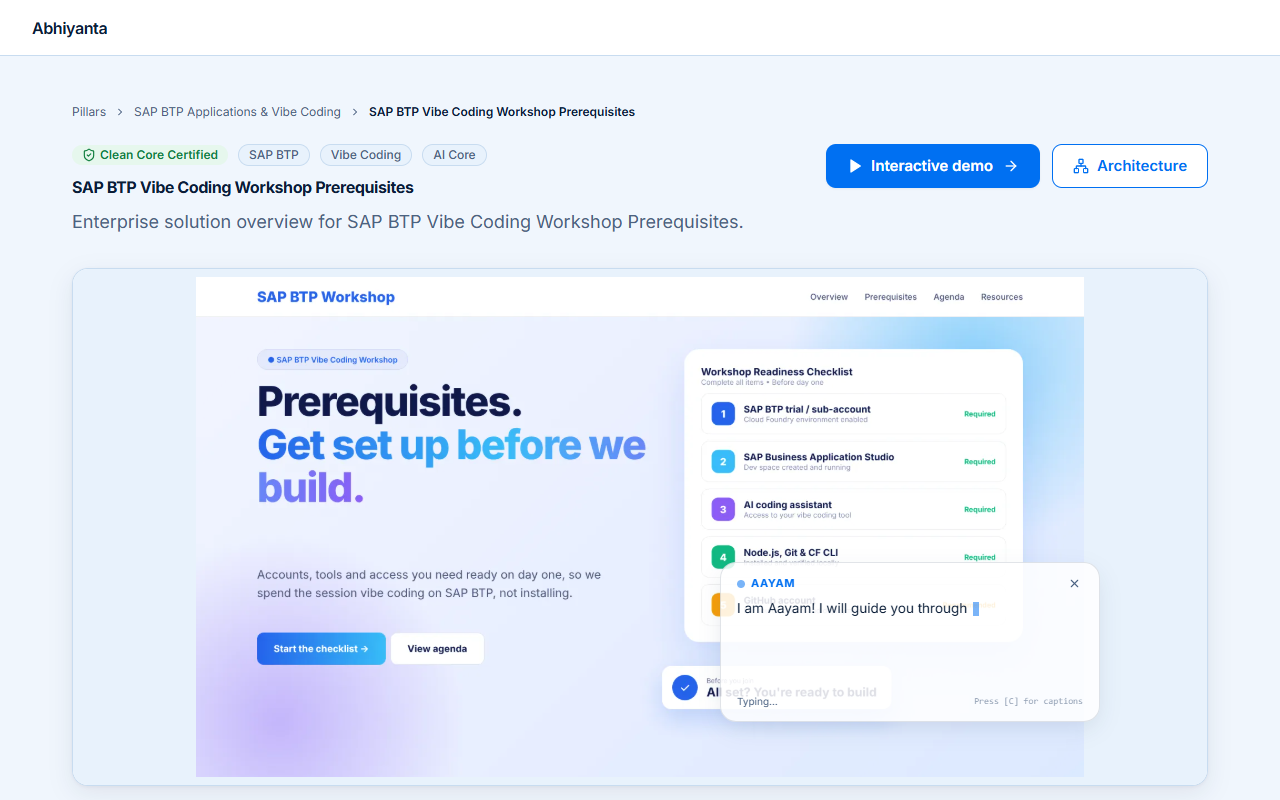 Abhiyanta
Pillars > SAP BTP Applications & Vibe Coding > SAP BTP Vibe Coding Workshop Prerequisites
Clean Core Certified SAP BTP Vibe Coding AI Core
Interactive demo →
Architecture
SAP BTP Vibe Coding Workshop Prerequisites
Enterprise solution overview for SAP BTP Vibe Coding Workshop Prerequisites.
SAP BTP Workshop
Overview Prerequisites Agenda Resources
SAP BTP Vibe Coding Workshop
Prerequisites.
Get set up before we
build.
Accounts, tools and access you need ready on day one, so we
spend the session vibe coding on SAP BTP, not installing.
Start the checklist →
View agenda
Workshop Readiness Checklist
Complete all items • Before day one
1 SAP BTP trial / sub-account Required
Cloud Foundry environment enabled
2 SAP Business Application Studio Required
Dev space created and running
3 AI coding assistant Required
Access to your vibe coding tool
4 Node.js, Git & CF CLI Required
GitHub account
All set? You're ready to build
AAYAM
I am Aayam! I will guide you through
Typing...
Press [C] for captions